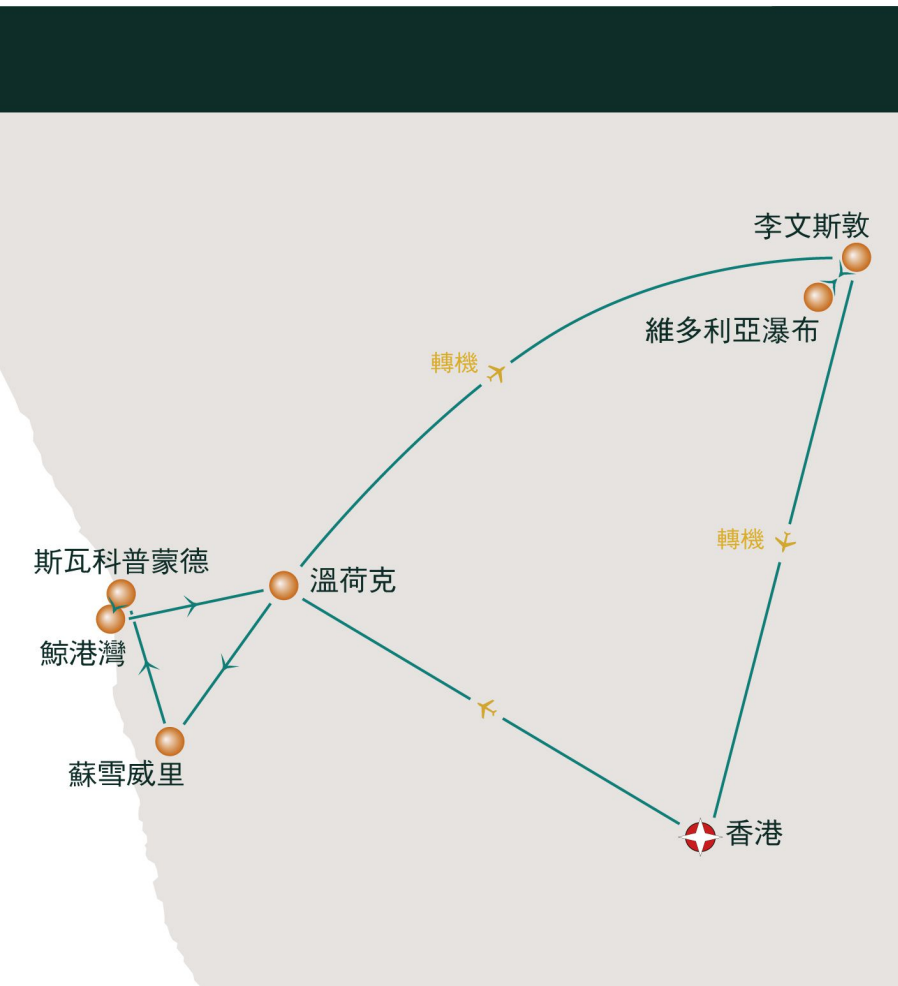 李文斯敦
維多利亞瀑布
轉機
轉機
斯瓦科普蒙德
溫荷克
鯨港灣
蘇雪威里
香港